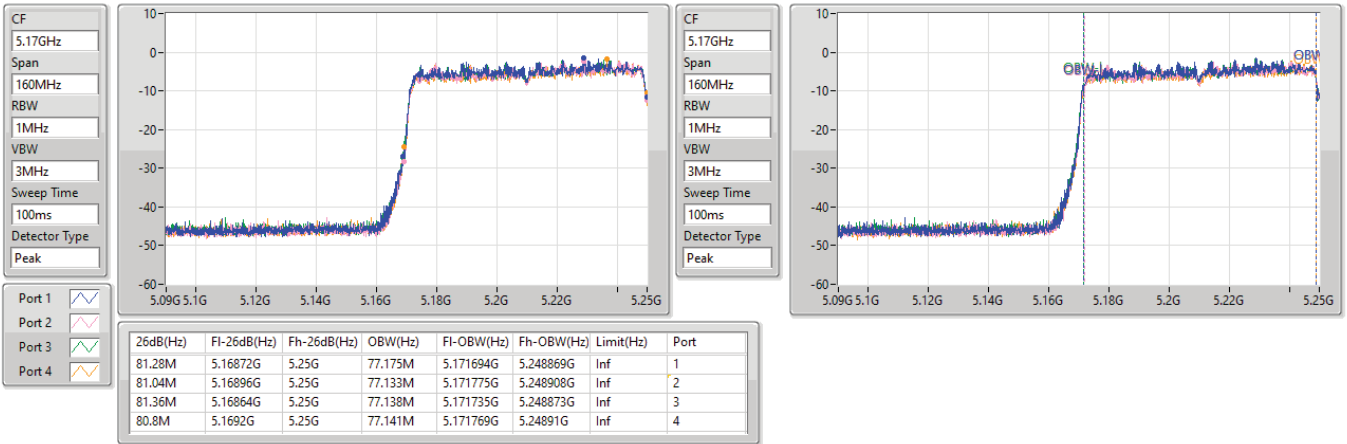 CF
5.17GHz
Span
160MHz
RBW
1MHz
VBW
3MHz
Sweep Time
100ms
Detector Type
Peak
10-
0-
-10-
-20-
-30-
-40-
-50-
-60-
5.09G 5.1G 5.12G 5.14G 5.16G 5.18G 5.2G 5.22G 5.25G
CF
5.17GHz
Span
160MHz
RBW
1MHz
VBW
3MHz
Sweep Time
100ms
Detector Type
Peak
10-
0-
-10-
-20-
-30-
-40-
-50-
-60-
OBW
OBW
5.09G 5.1G 5.12G 5.14G 5.16G 5.18G 5.2G 5.22G 5.25G
Port 1
Port 2
Port 3
Port 4
26dB(Hz) Fl-26dB(Hz) Fh-26dB(Hz) OBW(Hz) Fl-OBW(Hz) Fh-OBW(Hz) Limit(Hz) Port
81.28M 5.16872G 5.25G 77.175M 5.171694G 5.248869G Inf 1
81.04M 5.16896G 5.25G 77.133M 5.171775G 5.248908G Inf 2
81.36M 5.16864G 5.25G 77.138M 5.171735G 5.248873G Inf 3
80.8M 5.1692G 5.25G 77.141M 5.171769G 5.24891G Inf 4